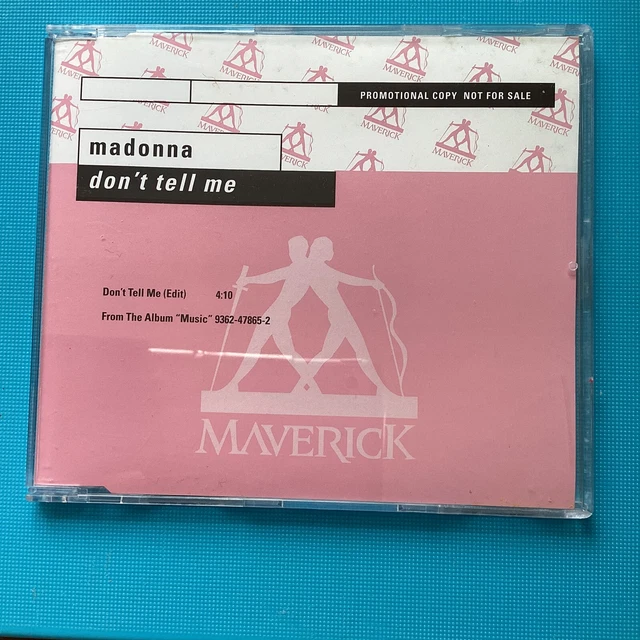 MAVERICK
PROMOTIONAL COPY NOT FOR SALE
madonna
don't tell me
Don't Tell Me (Edit) 4:10
From The Album "Music" 9362-47865-2
MAVERICK